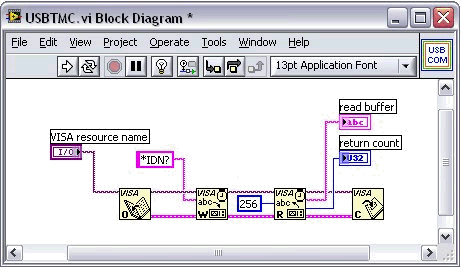 USBTMC.vi Block Diagram *
File Edit View Project Operate Tools Window Help
13pt Application Font
USB
COM
read buffer
abc
VISA resource name
return count
I/O
*IDN?
U32
VISA VISA VISA VISA
abc abc
256
O W R C